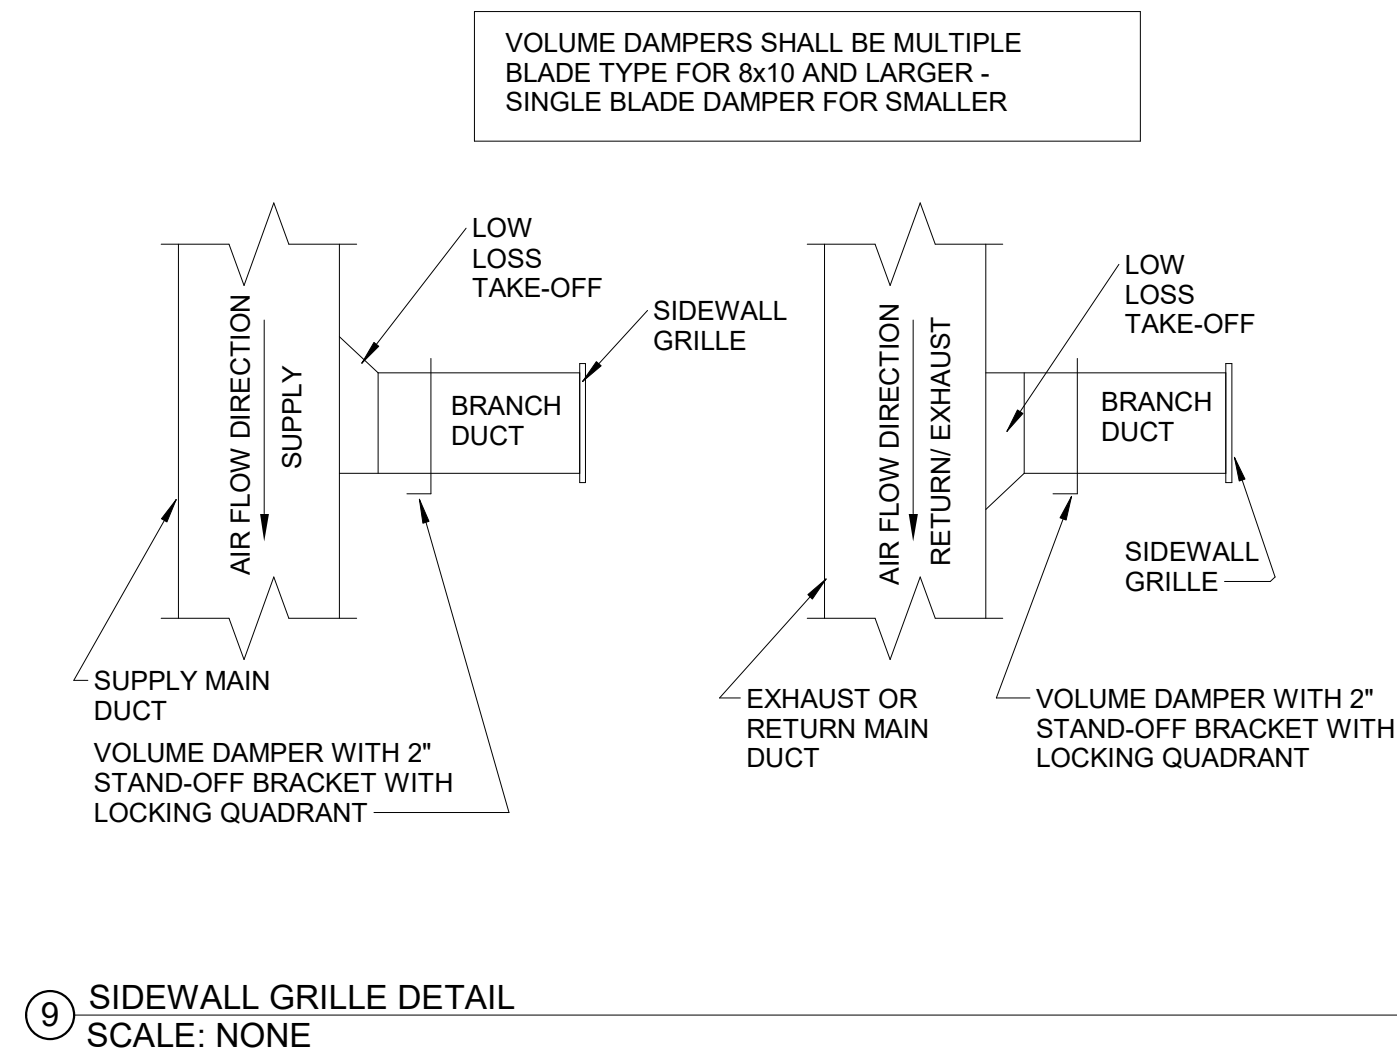 VOLUME DAMPERS SHALL BE MULTIPLE
BLADE TYPE FOR 8x10 AND LARGER -
SINGLE BLADE DAMPER FOR SMALLER
LOW
LOSS
TAKE-OFF
SIDEWALL
GRILLE
AIR FLOW DIRECTION
SUPPLY
BRANCH
DUCT
SUPPLY MAIN
DUCT
VOLUME DAMPER WITH 2"
STAND-OFF BRACKET WITH
LOCKING QUADRANT
LOW
LOSS
TAKE-OFF
AIR FLOW DIRECTION
RETURN/ EXHAUST
BRANCH
DUCT
SIDEWALL
GRILLE
EXHAUST OR
RETURN MAIN
DUCT
VOLUME DAMPER WITH 2"
STAND-OFF BRACKET WITH
LOCKING QUADRANT
9
SIDEWALL GRILLE DETAIL
SCALE: NONE